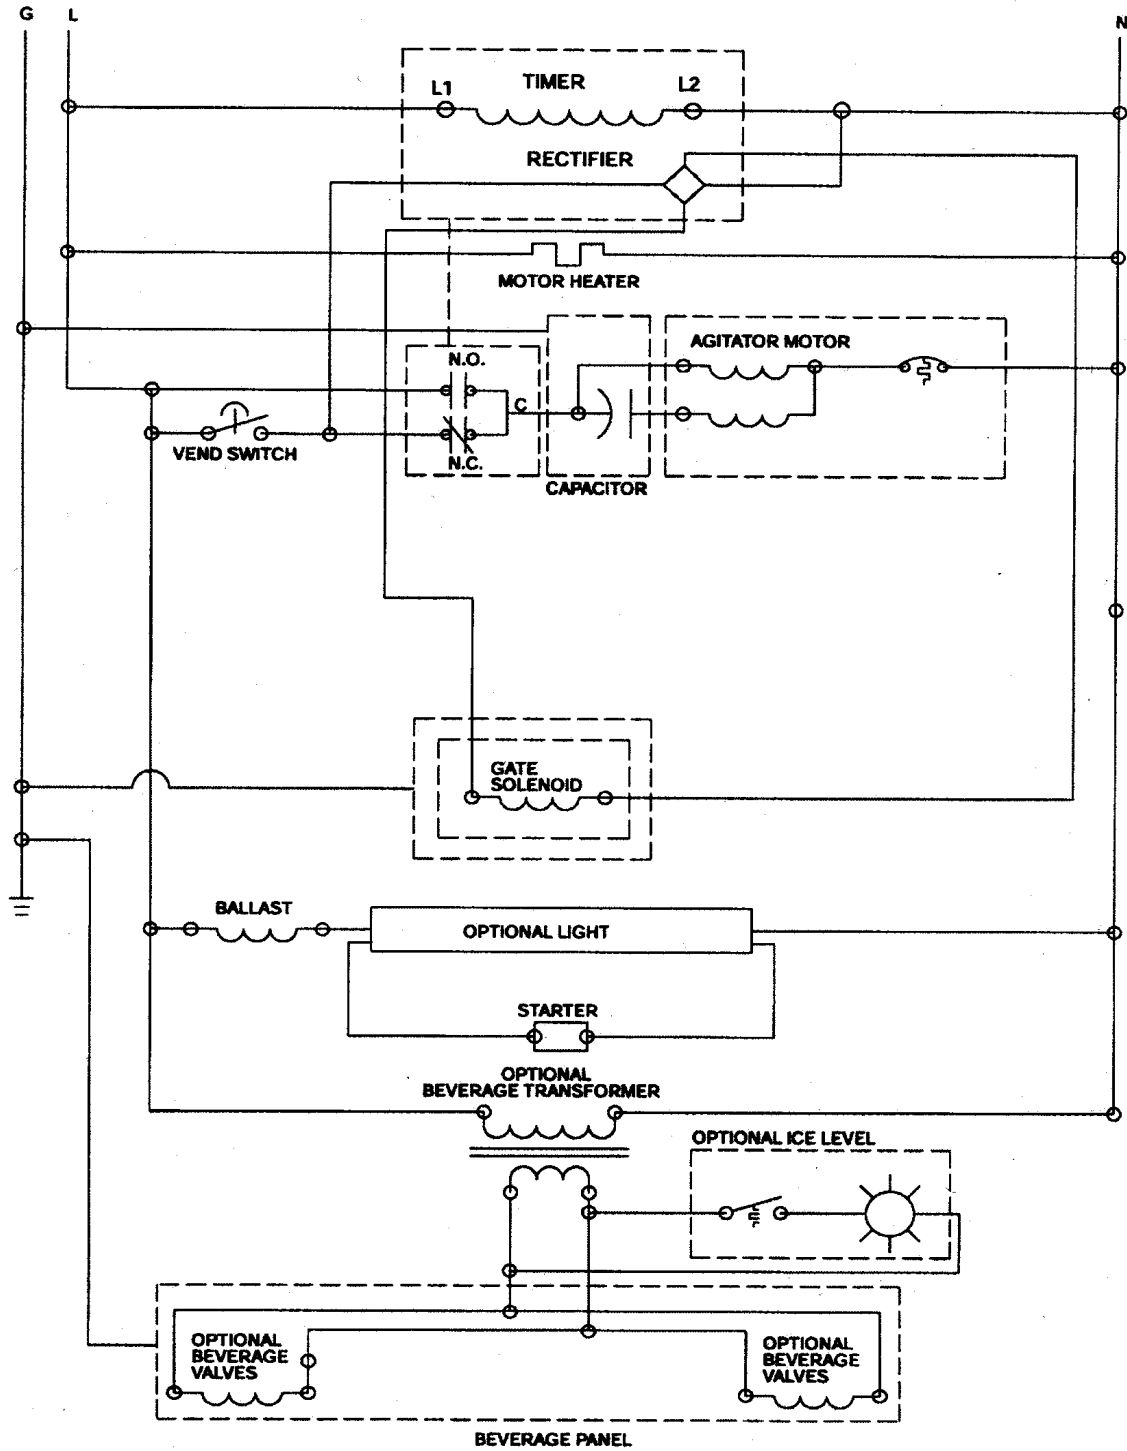 G L N
TIMER
L1 L2
RECTIFIER
MOTOR HEATER
AGITATOR MOTOR
N.O.
C
VEND SWITCH
N.C.
CAPACITOR
GATE
SOLENOID
BALLAST
OPTIONAL LIGHT
STARTER
OPTIONAL
BEVERAGE TRANSFORMER
OPTIONAL ICE LEVEL
OPTIONAL
BEVERAGE
VALVES
OPTIONAL
BEVERAGE
VALVES
BEVERAGE PANEL